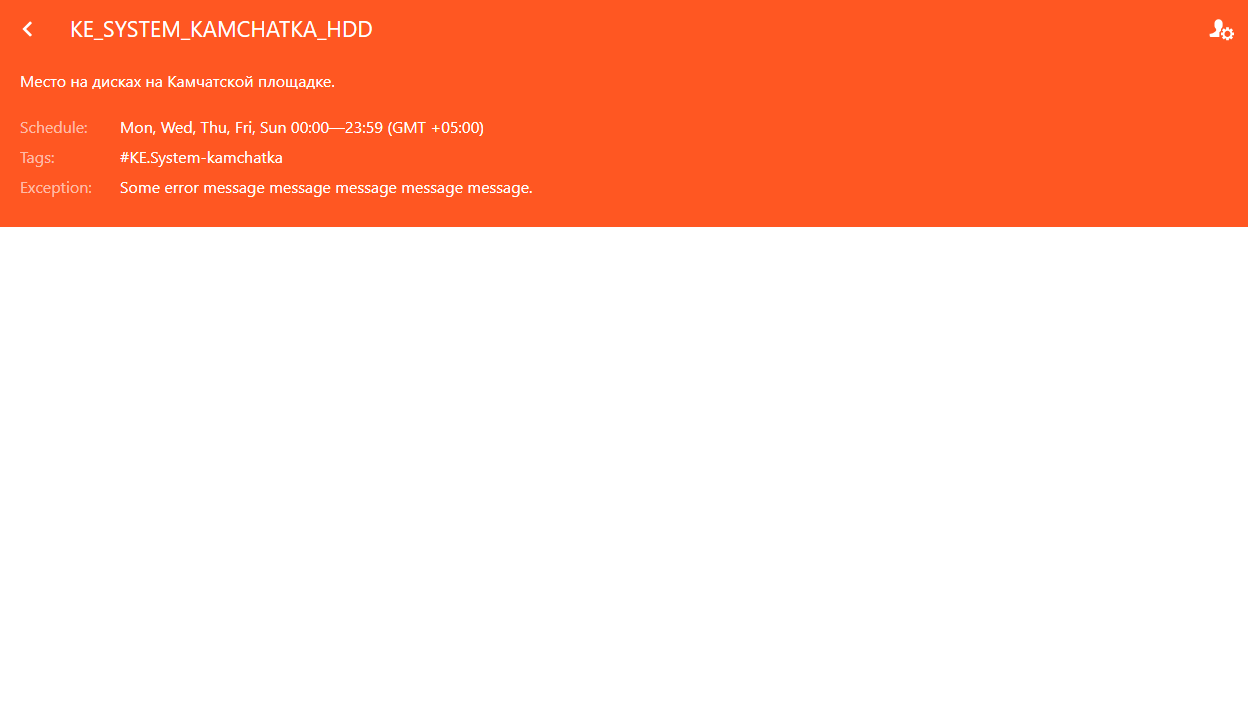 KE_SYSTEM_KAMCHATKA_HDD
Место на дисках на Камчатской площадке.
Schedule: Mon, Wed, Thu, Fri, Sun 00:00—23:59 (GMT +05:00)
Tags: #KE.System-kamchatka
Exception: Some error message message message message message.